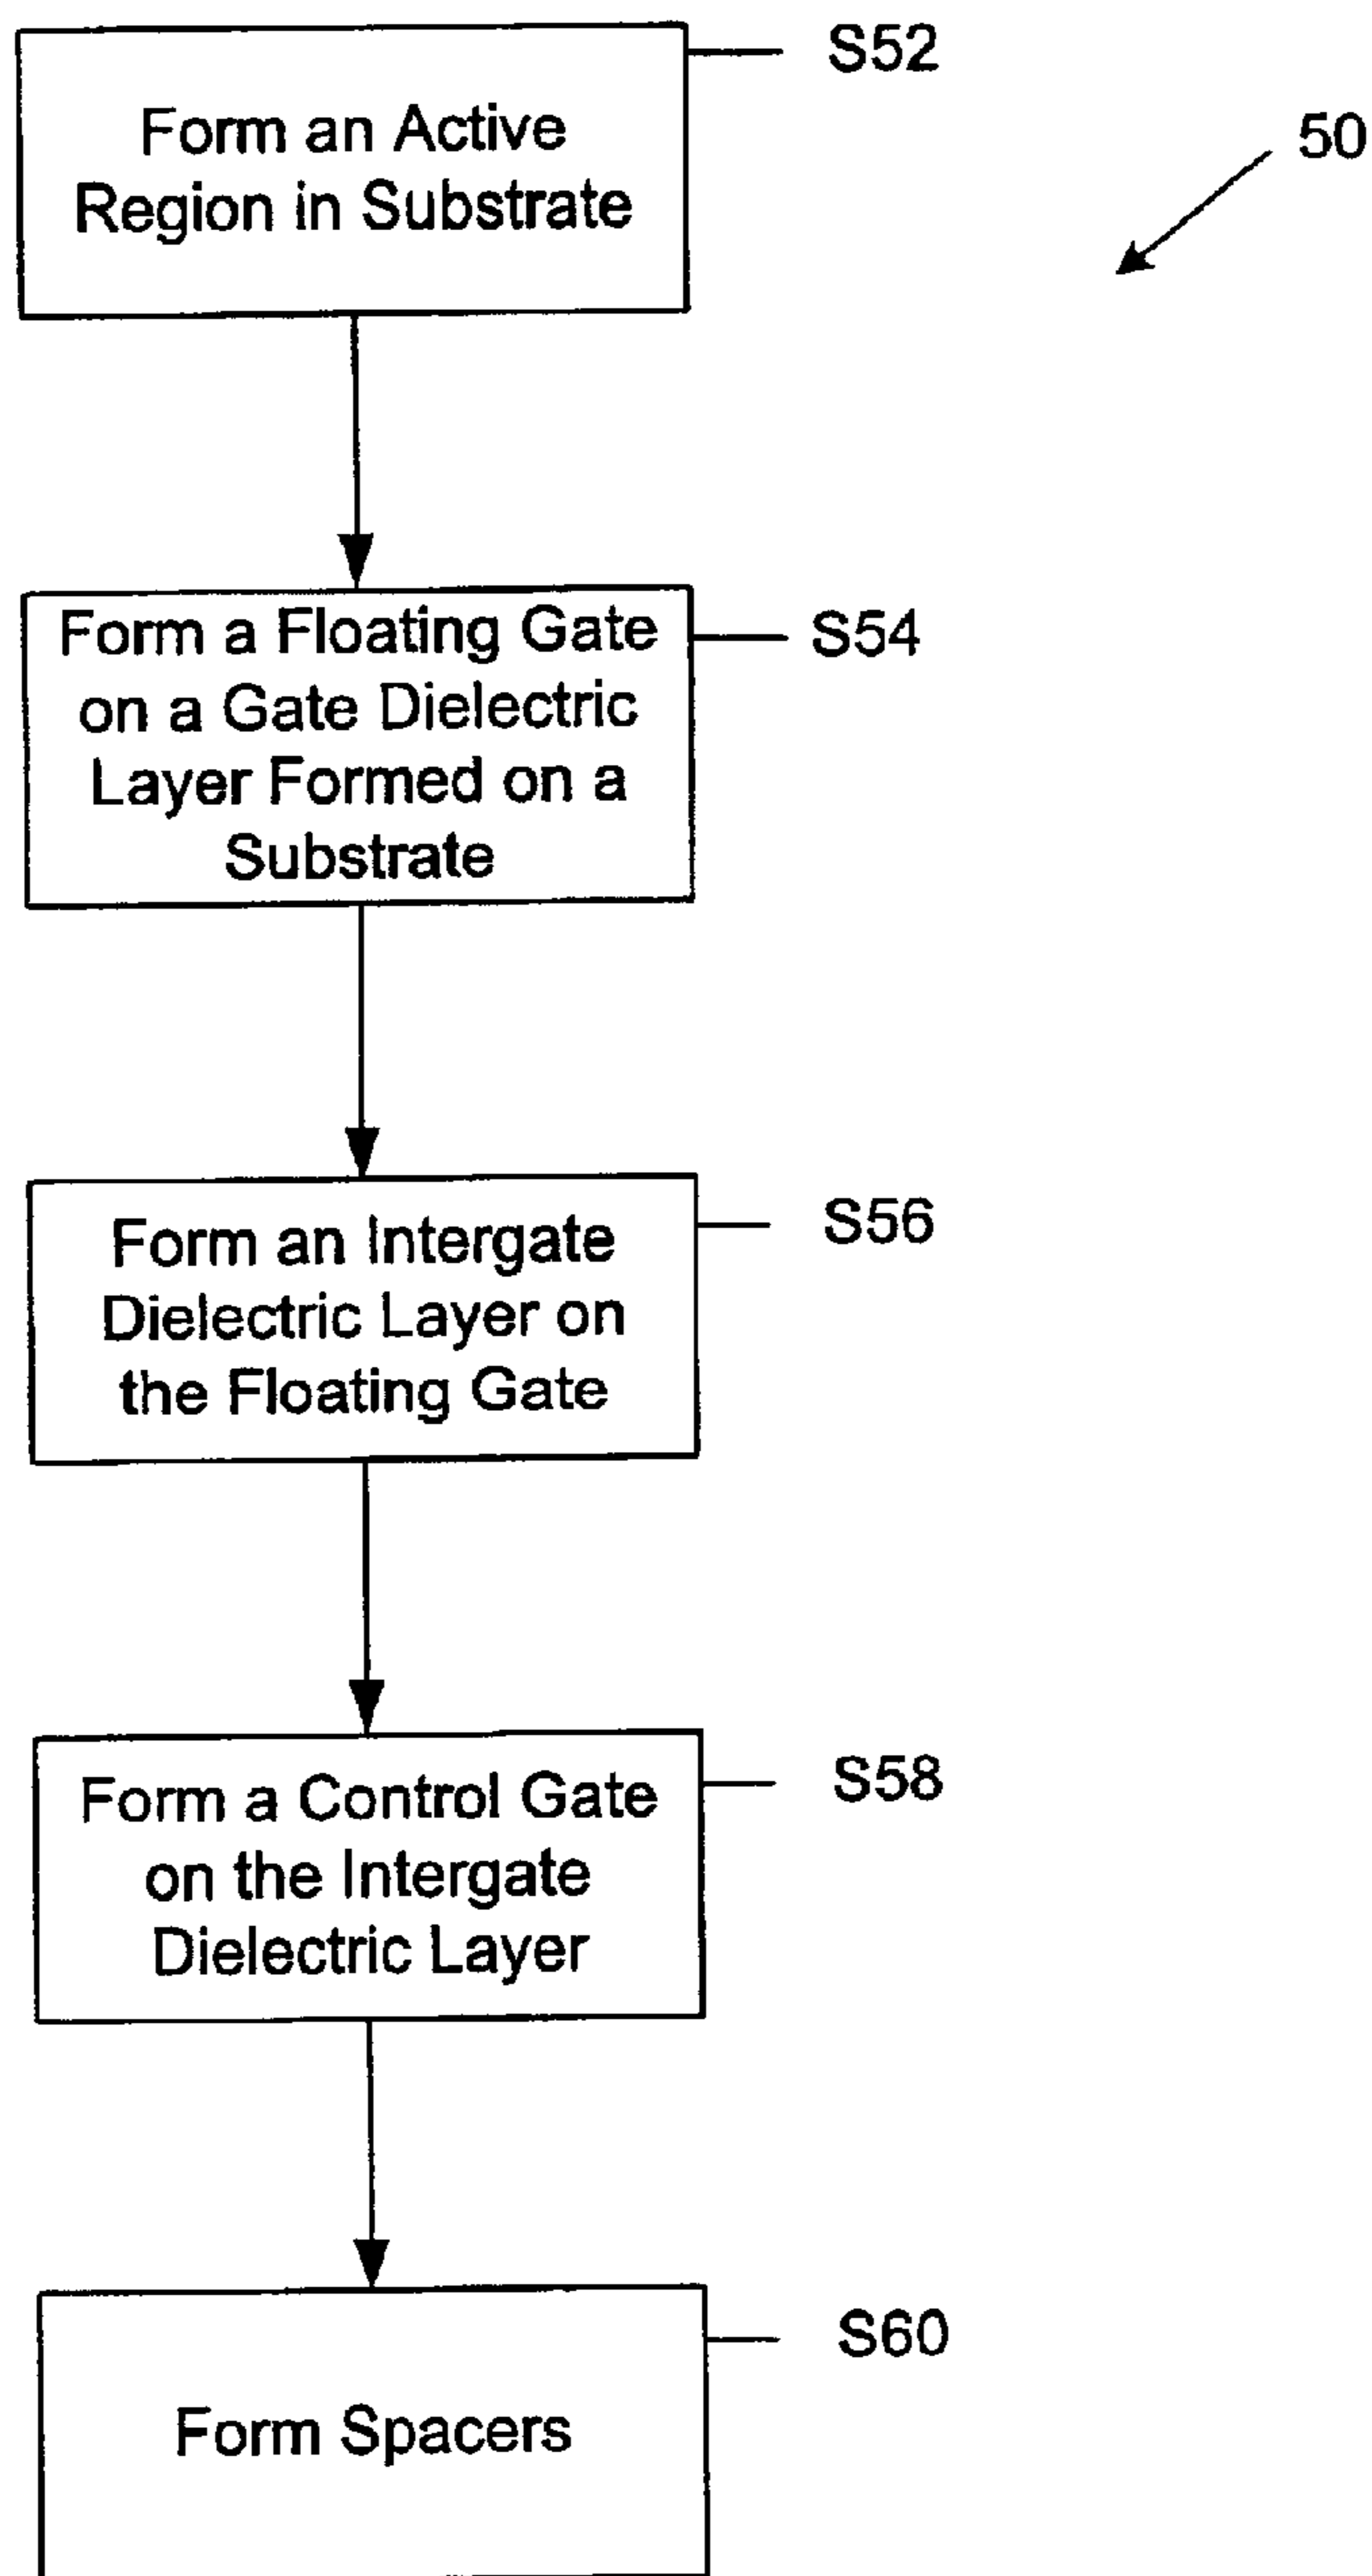 S52
Form an Active
Region in Substrate
50
Form a Floating Gate
on a Gate Dielectric
Layer Formed on a
Substrate
S54
Form an Intergate
Dielectric Layer on
the Floating Gate
S56
Form a Control Gate
on the Intergate
Dielectric Layer
S58
Form Spacers
S60